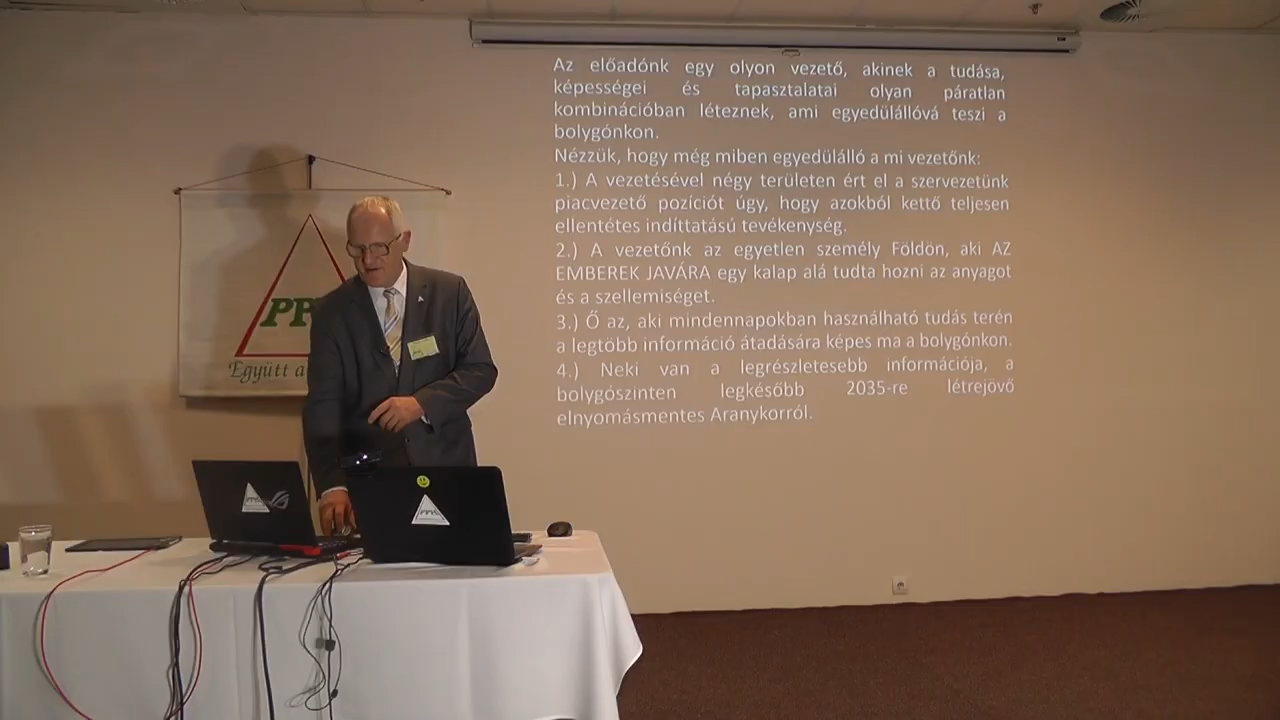 Az előadónk egy olyon vezető, akinek a tudása,
képességei és tapasztalatai olyan páratlan
kombinációban léteznek, ami egyedülállóvá teszi a
bolygónkon.
Nézzük, hogy még miben egyedülálló a mi vezetőnk:
1.) A vezetésével négy területen ért el a szervezetünk
piacvezető pozíciót úgy, hogy azokból kettő teljesen
ellentétes indíttatású tevékenység.
2.) A vezetőnk az egyetlen személy Földön, aki AZ
EMBEREK JAVÁRA egy kalap alá tudta hozni az anyagot
és a szellemiséget.
3.) Ő az, aki mindennapokban használható tudás terén
a legtöbb információ átadására képes ma a bolygónkon.
4.) Neki van a legrészletesebb információja, a
bolygószinten legkésőbb 2035-re létrejövő
elnyomásmentes Aranykorról.
Együtt